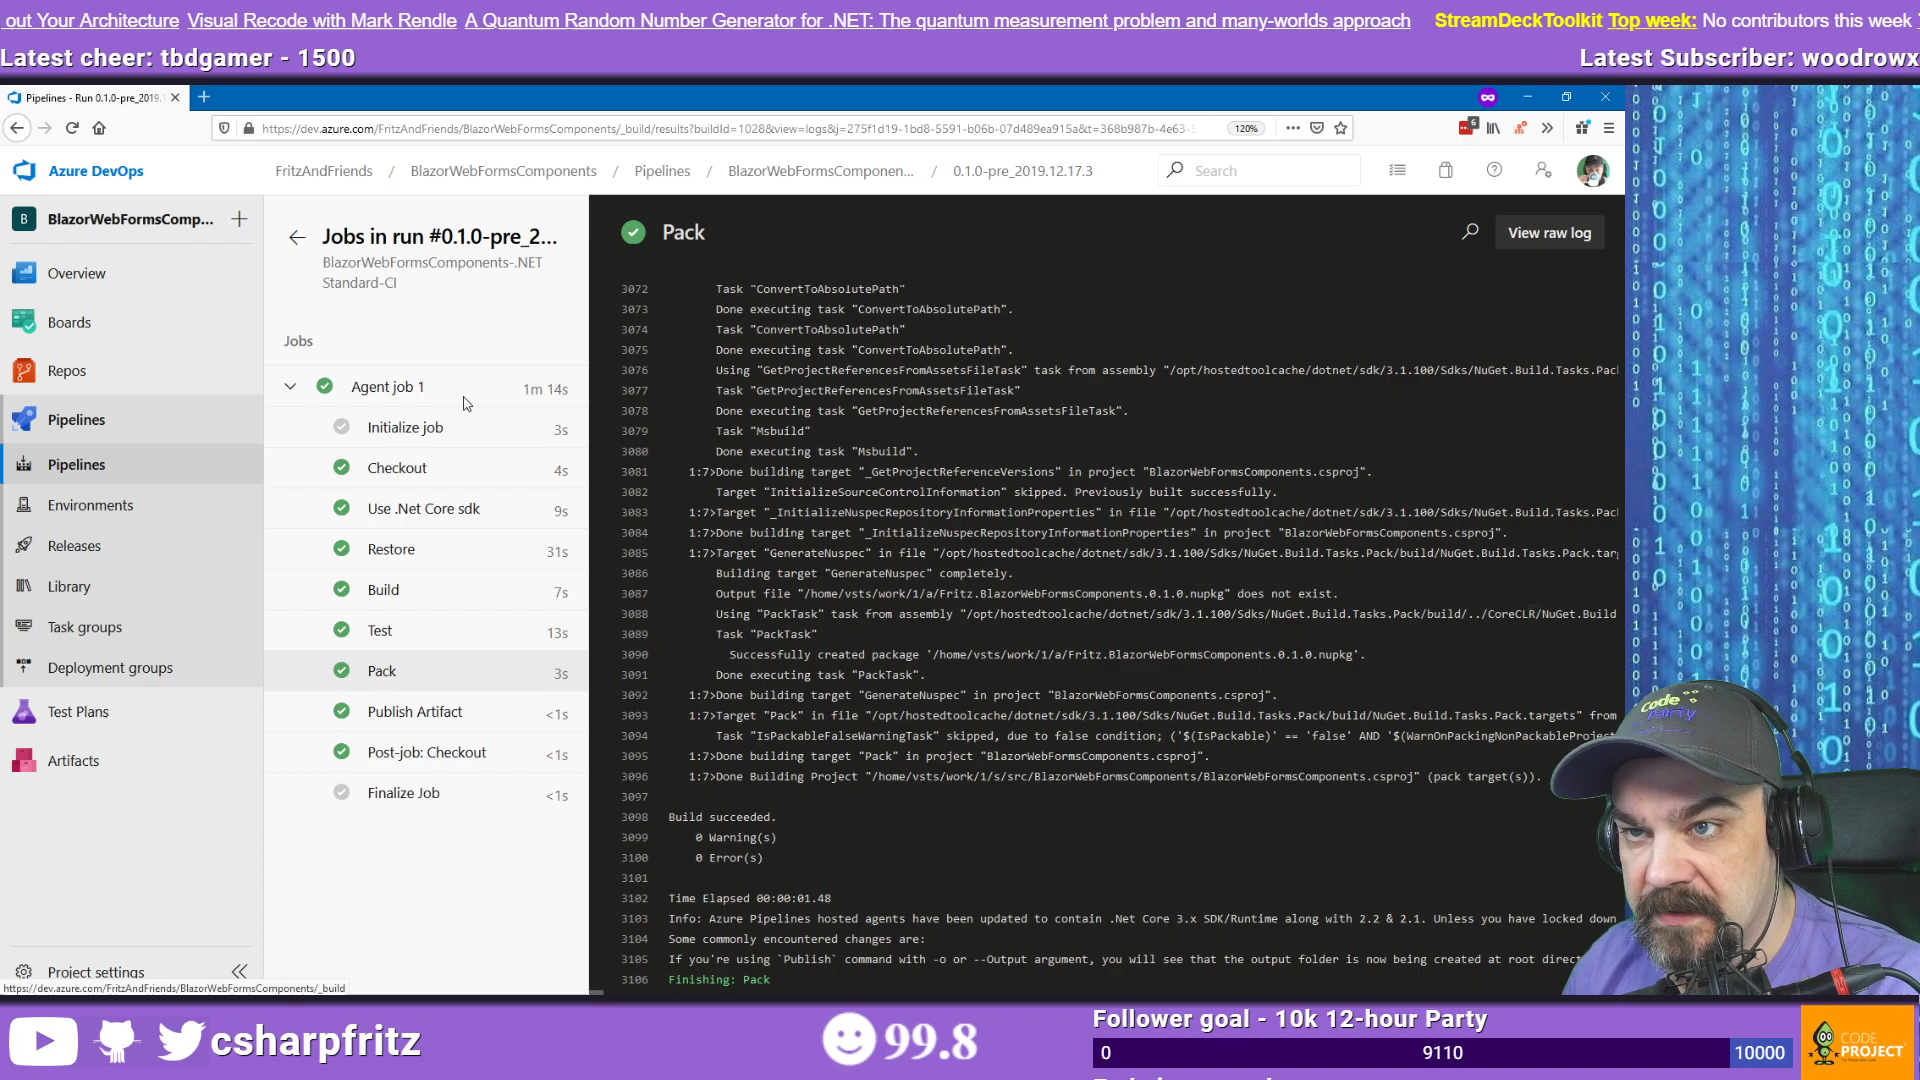 out Your Architecture Visual Recode with Mark Rendle A Quantum Random Number Generator for .NET: The quantum measurement problem and many-worlds approach StreamDeckToolkit Top week: No contributors this week
Latest cheer: tbdgamer - 1500
Latest Subscriber: woodrowx
Pipelines - Run 0.1.0-pre_2019.
https://dev.azure.com/FritzAndFriends/BlazorWebFormsComponents/_build/results?buildId=1028&view=logs&j=275f1d19-1bd8-5591-b06b-07d489ea915a&t=368b987b-4e63-
120%
6
Azure DevOps
FritzAndFriends / BlazorWebFormsComponents / Pipelines / BlazorWebFormsComponen... / 0.1.0-pre_2019.12.17.3
Search
B BlazorWebFormsComp...
Overview
Boards
Repos
Pipelines
Pipelines
Environments
Releases
Library
Task groups
Deployment groups
Test Plans
Artifacts
Project settings
https://dev.azure.com/FritzAndFriends/BlazorWebFormsComponents/_build
Jobs in run #0.1.0-pre_2...
BlazorWebFormsComponents-.NET
Standard-CI
Jobs
Agent job 1 1m 14s
Initialize job 3s
Checkout 4s
Use .Net Core sdk 9s
Restore 31s
Build 7s
Test 13s
Pack 3s
Publish Artifact <1s
Post-job: Checkout <1s
Finalize Job <1s
Pack
View raw log
3072 Task "ConvertToAbsolutePath"
3073 Done executing task "ConvertToAbsolutePath".
3074 Task "ConvertToAbsolutePath"
3075 Done executing task "ConvertToAbsolutePath".
3076 Using "GetProjectReferencesFromAssetsFileTask" task from assembly "/opt/hostedtoolcache/dotnet/sdk/3.1.100/Sdks/NuGet.Build.Tasks.Pac
3077 Task "GetProjectReferencesFromAssetsFileTask"
3078 Done executing task "GetProjectReferencesFromAssetsFileTask".
3079 Task "Msbuild"
3080 Done executing task "Msbuild".
3081 1:7>Done building target "_GetProjectReferenceVersions" in project "BlazorWebFormsComponents.csproj".
3082 Target "InitializeSourceControlInformation" skipped. Previously built successfully.
3083 1:7>Target "_InitializeNuspecRepositoryInformationProperties" in file "/opt/hostedtoolcache/dotnet/sdk/3.1.100/Sdks/NuGet.Build.Tasks.Pac
3084 1:7>Done building target "_InitializeNuspecRepositoryInformationProperties" in project "BlazorWebFormsComponents.csproj".
3085 1:7>Target "GenerateNuspec" in file "/opt/hostedtoolcache/dotnet/sdk/3.1.100/Sdks/NuGet.Build.Tasks.Pack/build/NuGet.Build.Tasks.Pack.tar
3086 Building target "GenerateNuspec" completely.
3087 Output file "/home/vsts/work/1/a/Fritz.BlazorWebFormsComponents.0.1.0.nupkg" does not exist.
3088 Using "PackTask" task from assembly "/opt/hostedtoolcache/dotnet/sdk/3.1.100/Sdks/NuGet.Build.Tasks.Pack/build/../CoreCLR/NuGet.Build
3089 Task "PackTask"
3090 Successfully created package '/home/vsts/work/1/a/Fritz.BlazorWebFormsComponents.0.1.0.nupkg'.
3091 Done executing task "PackTask".
3092 1:7>Done building target "GenerateNuspec" in project "BlazorWebFormsComponents.csproj".
3093 1:7>Target "Pack" in file "/opt/hostedtoolcache/dotnet/sdk/3.1.100/Sdks/NuGet.Build.Tasks.Pack/build/NuGet.Build.Tasks.Pack.targets" from
3094 Task "IsPackableFalseWarningTask" skipped, due to false condition; ('$(IsPackable)' == 'false' AND '$(WarnOnPackingNonPackableProject
3095 1:7>Done building target "Pack" in project "BlazorWebFormsComponents.csproj".
3096 1:7>Done Building Project "/home/vsts/work/1/s/src/BlazorWebFormsComponents/BlazorWebFormsComponents.csproj" (pack target(s)).
3097
3098 Build succeeded.
3099 0 Warning(s)
3100 0 Error(s)
3101
3102 Time Elapsed 00:00:01.48
3103 Info: Azure Pipelines hosted agents have been updated to contain .Net Core 3.x SDK/Runtime along with 2.2 & 2.1. Unless you have locked down
3104 Some commonly encountered changes are:
3105 If you're using `Publish` command with -o or --Output argument, you will see that the output folder is now being created at root direct
3106 Finishing: Pack
Code
party
csharpfritz
99.8
Follower goal - 10k 12-hour Party
0 9110 10000
CODE
PROJECT